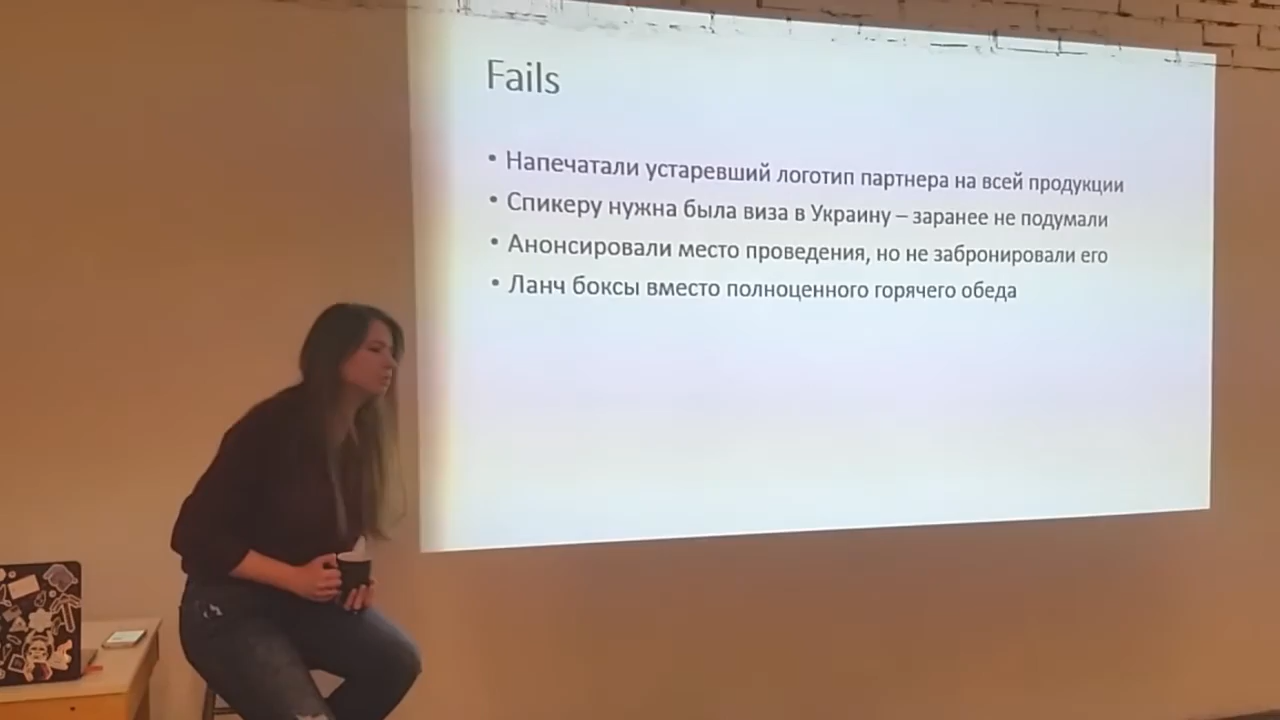 Fails
• Напечатали устаревший логотип партнера на всей продукции
• Спикеру нужна была виза в Украину – заранее не подумали
• Анонсировали место проведения, но не забронировали его
• Ланч боксы вместо полноценного горячего обеда